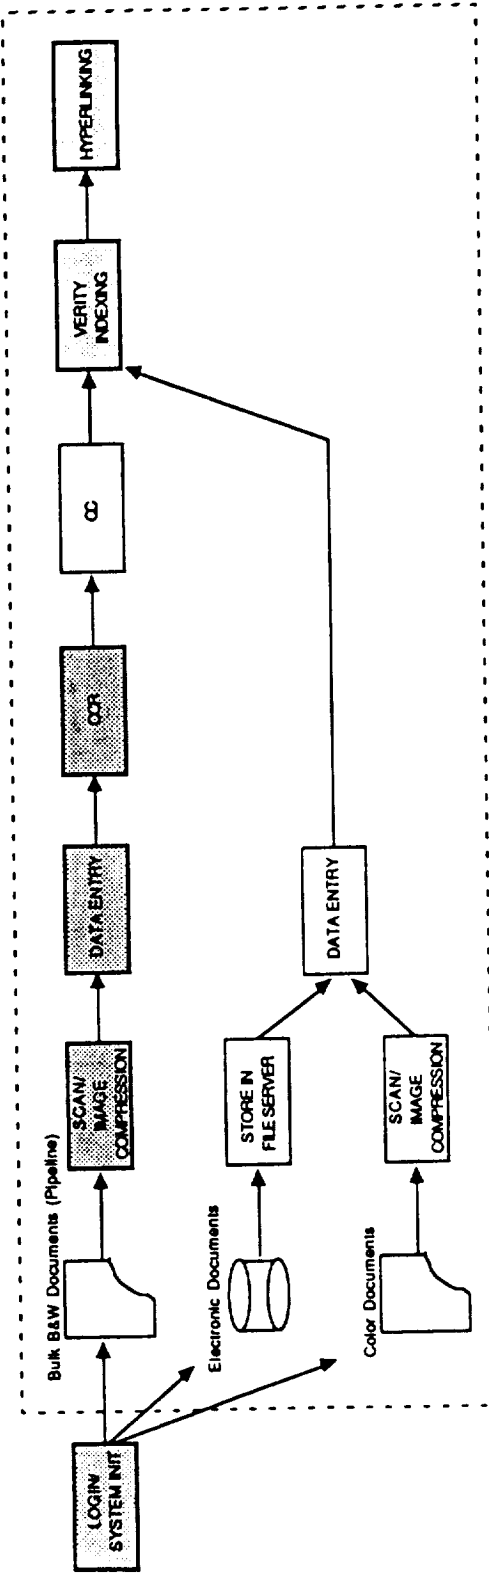 LOGIN/
SYSTEM INIT
Bulk B&W Documents (Pipeline)
SCAN/
IMAGE
COMPRESSION
DATA ENTRY
OCR
QC
VERITY
INDEXING
HYPERLINKING
Electronic Documents
STORE IN
FILE SERVER
DATA ENTRY
Color Documents
SCAN/
IMAGE
COMPRESSION